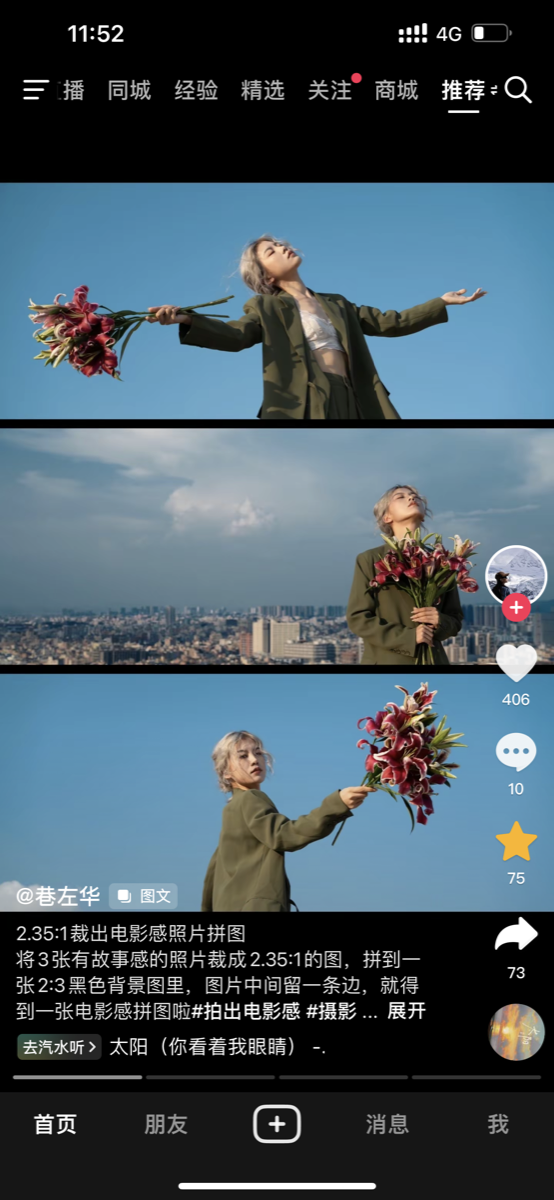 11:52
4G
播
同城
经验
精选
关注
商城
推荐
406
10
75
73
@巷左华
图文
2.35:1裁出电影感照片拼图
将3张有故事感的照片裁成2.35:1的图，拼到一
张2:3黑色背景图里，图片中间留一条边，就得
到一张电影感拼图啦#拍出电影感 #摄影 ... 展开
去汽水听 >
太阳（你看着我眼睛） -.
首页
朋友
消息
我